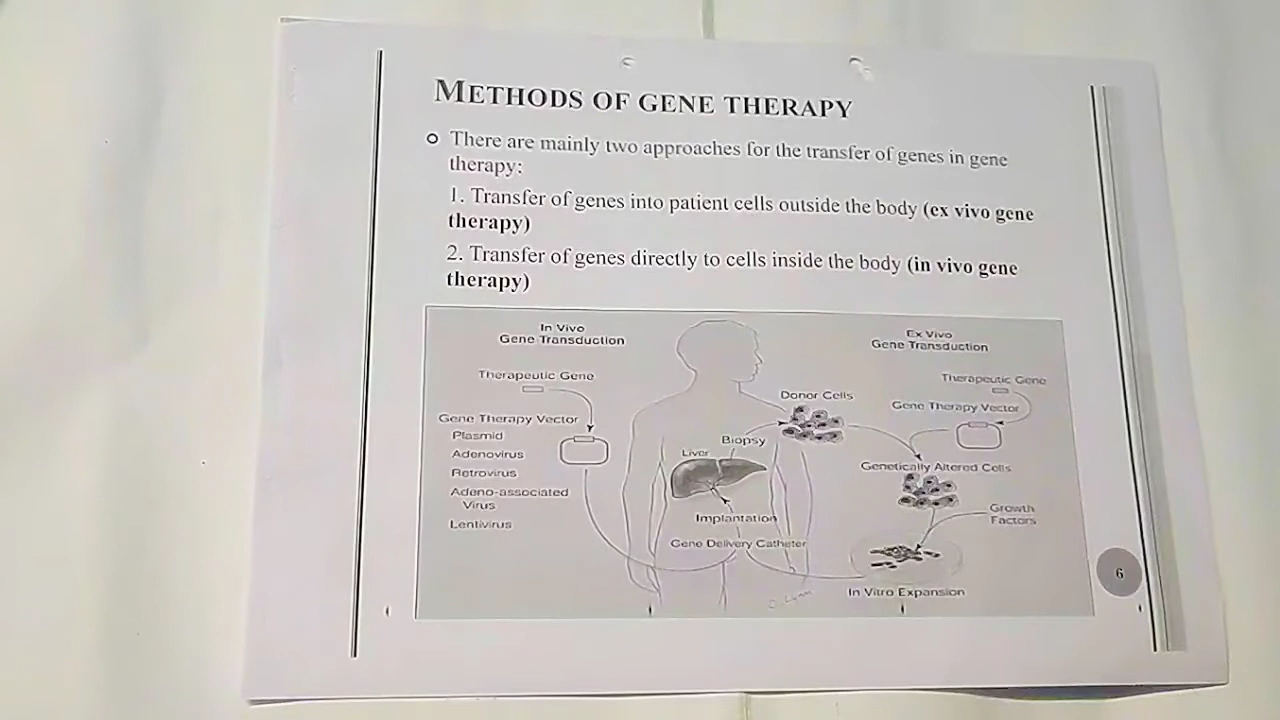 METHODS OF GENE THERAPY
There are mainly two approaches for the transfer of genes in gene
therapy:
1. Transfer of genes into patient cells outside the body (ex vivo gene
therapy)
2. Transfer of genes directly to cells inside the body (in vivo gene
therapy)
In Vivo
Gene Transduction
Therapeutic Gene
Gene Therapy Vector
Plasmid
Adenovirus
Retrovirus
Adeno-associated
Virus
Lentivirus
Donor Cells
Biopsy
Liver
Implantation
Gene Delivery Catheter
Ex Vivo
Gene Transduction
Therapeutic Gene
Gene Therapy Vector
Genetically Altered Cells
Growth
Factors
In Vitro Expansion
6